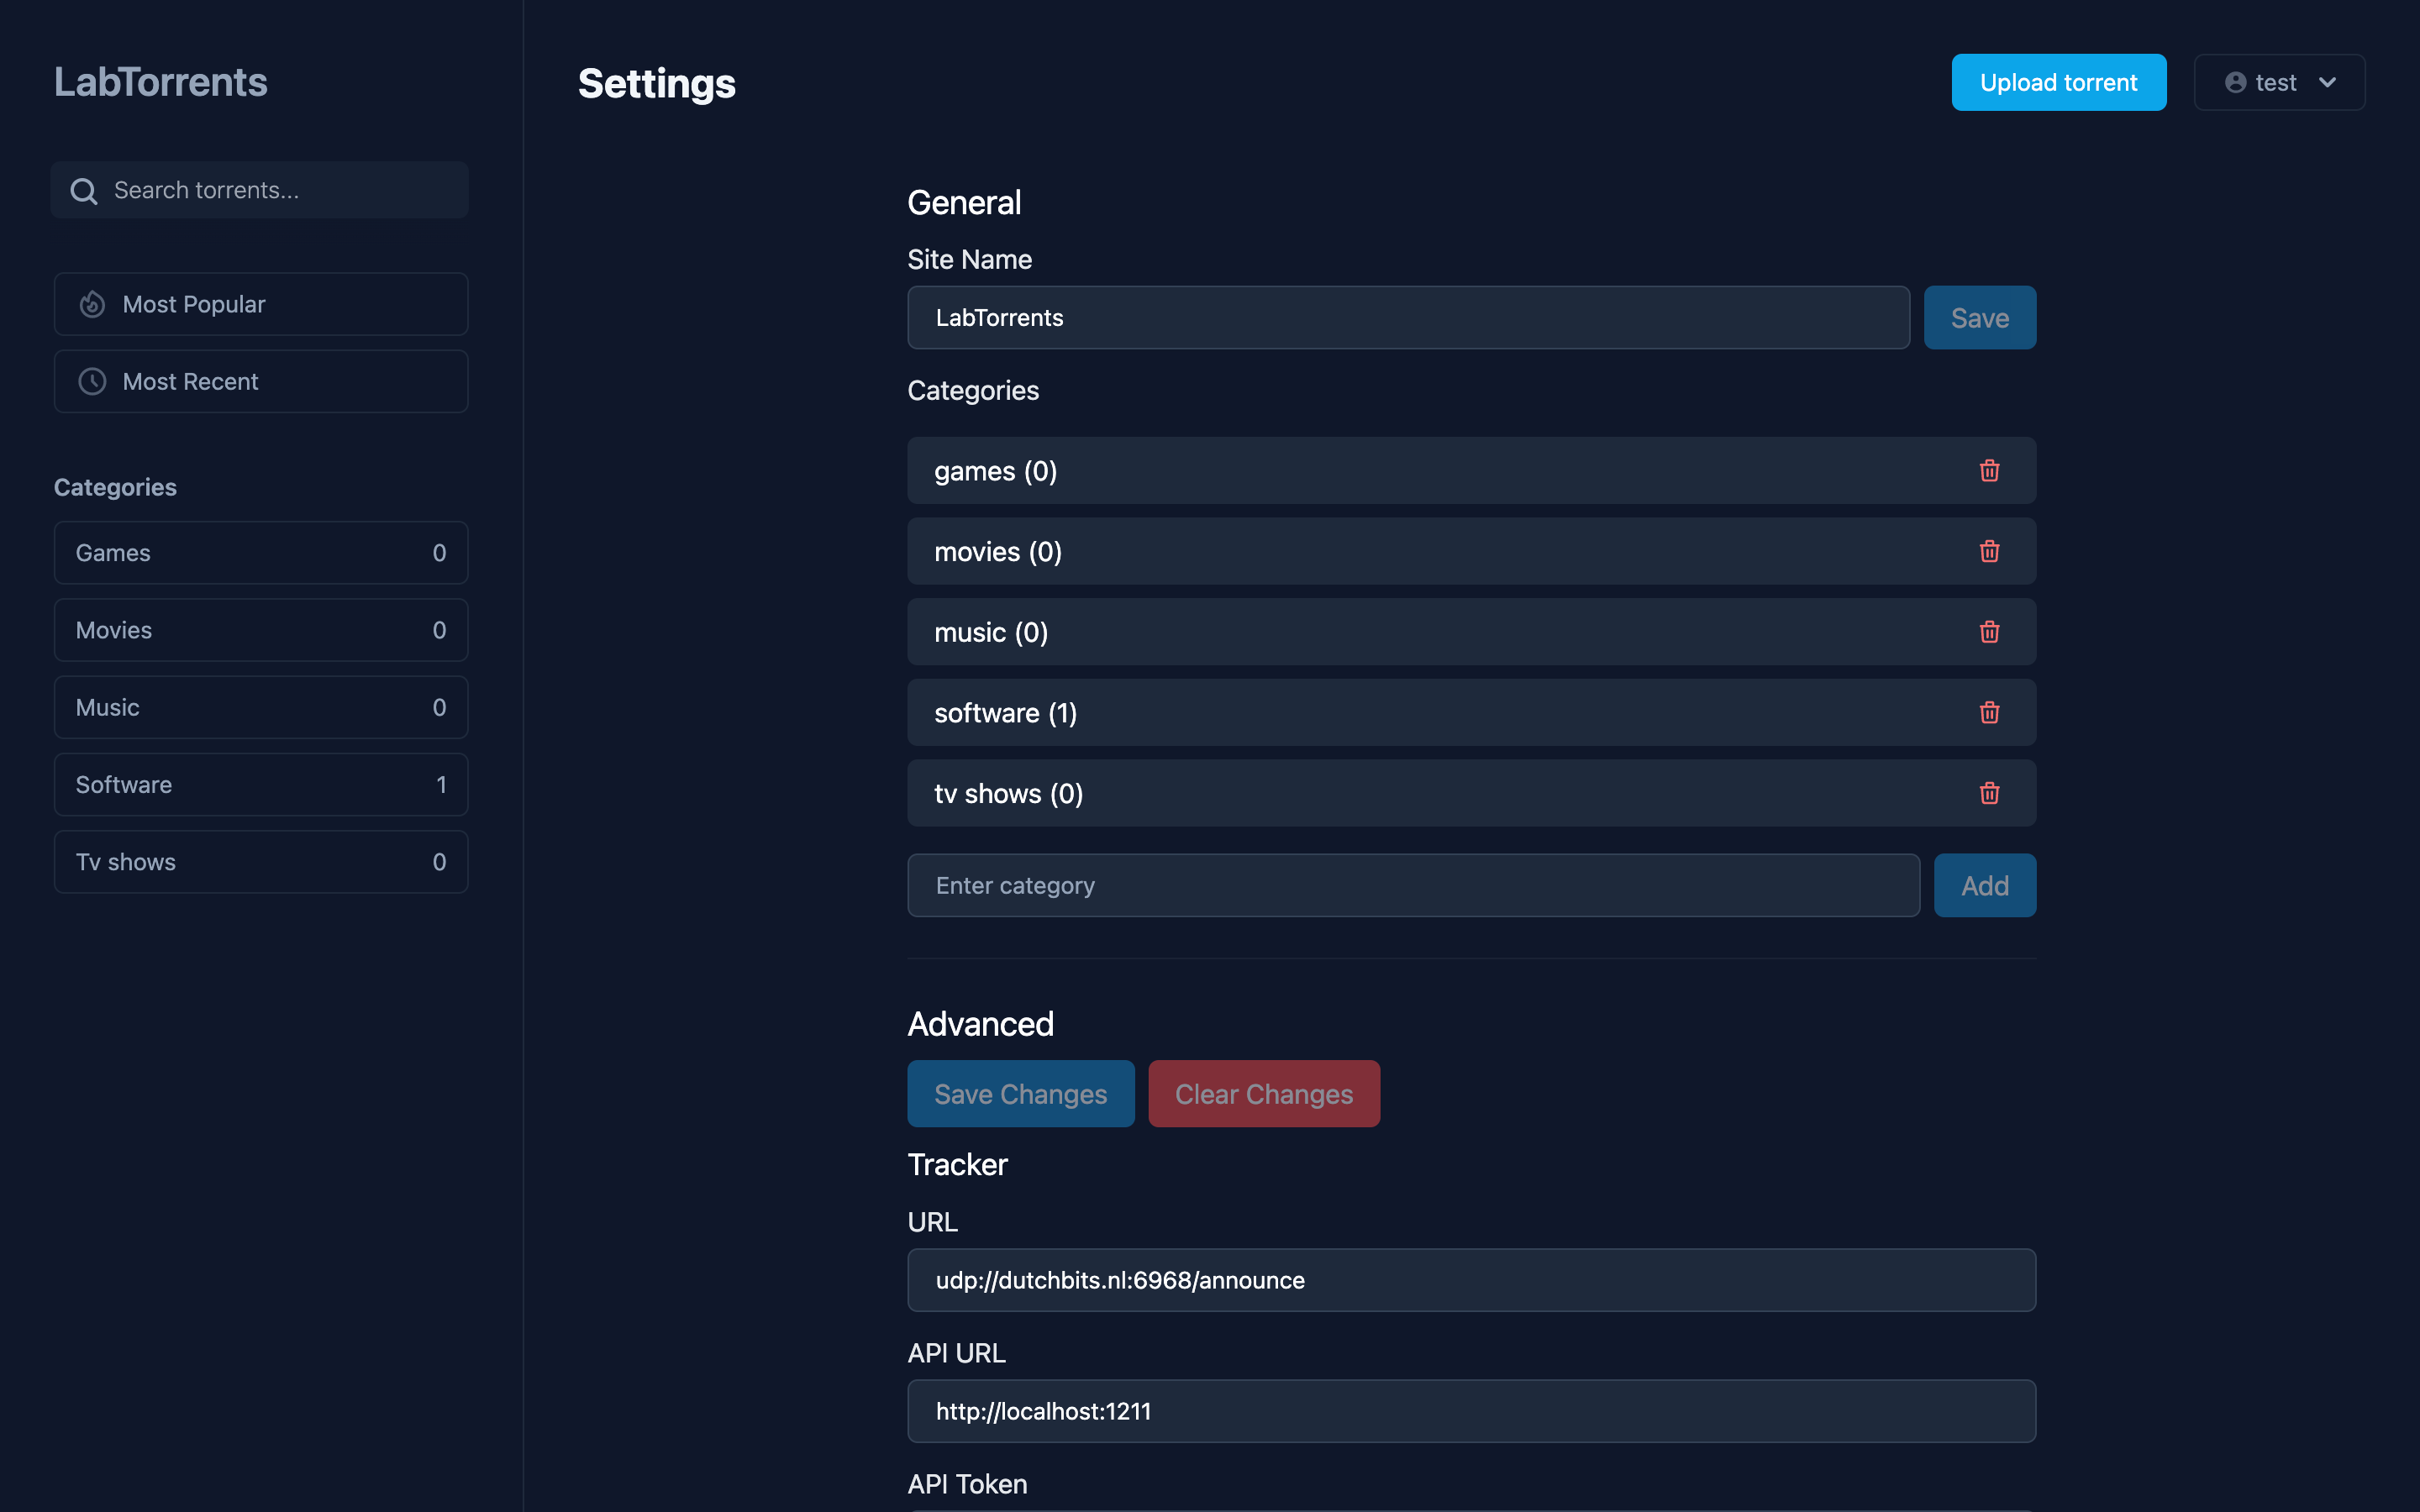 LabTorrents
Search torrents...
Most Popular
Most Recent
Categories
Games 0
Movies 0
Music 0
Software 1
Tv shows 0
Settings
Upload torrent
test
General
Site Name
LabTorrents
Save
Categories
games (0)
movies (0)
music (0)
software (1)
tv shows (0)
Enter category
Add
Advanced
Save Changes
Clear Changes
Tracker
URL
udp://dutchbits.nl:6968/announce
API URL
http://localhost:1211
API Token